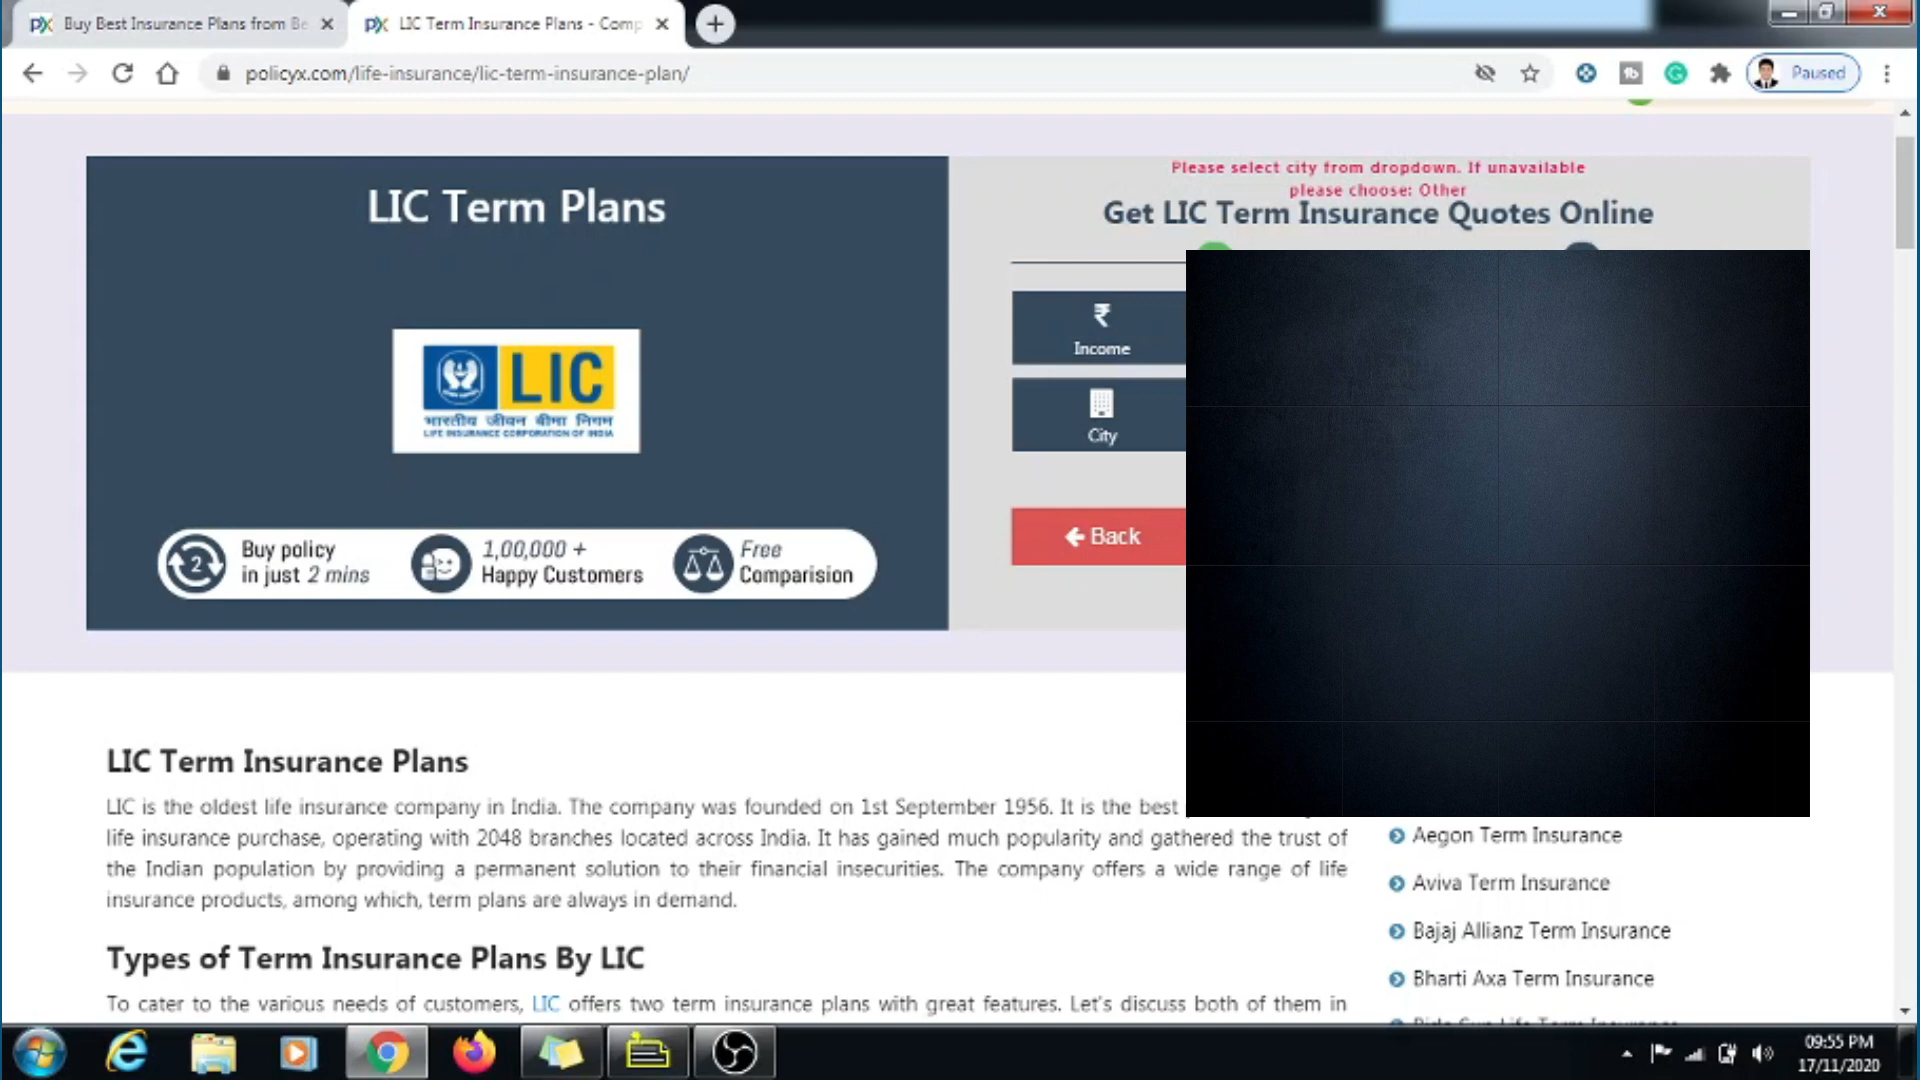 Buy Best Insurance Plans from Be
LIC Term Insurance Plans - Comp
policyx.com/life-insurance/lic-term-insurance-plan/
Paused
LIC Term Plans
LIC
भारतीय जीवन बीमा निगम
LIFE INSURANCE CORPORATION OF INDIA
2
Buy policy
in just 2 mins
1,00,000 +
Happy Customers
Free
Comparision
Please select city from dropdown. If unavailable
please choose: Other
Get LIC Term Insurance Quotes Online
₹
Income
City
Back
LIC Term Insurance Plans
LIC is the oldest life insurance company in India. The company was founded on 1st September 1956. It is the best
life insurance purchase, operating with 2048 branches located across India. It has gained much popularity and gathered the trust of
the Indian population by providing a permanent solution to their financial insecurities. The company offers a wide range of life
insurance products, among which, term plans are always in demand.
Types of Term Insurance Plans By LIC
To cater to the various needs of customers, LIC offers two term insurance plans with great features. Let's discuss both of them in
Aegon Term Insurance
Aviva Term Insurance
Bajaj Allianz Term Insurance
Bharti Axa Term Insurance
09:55 PM
17/11/2020